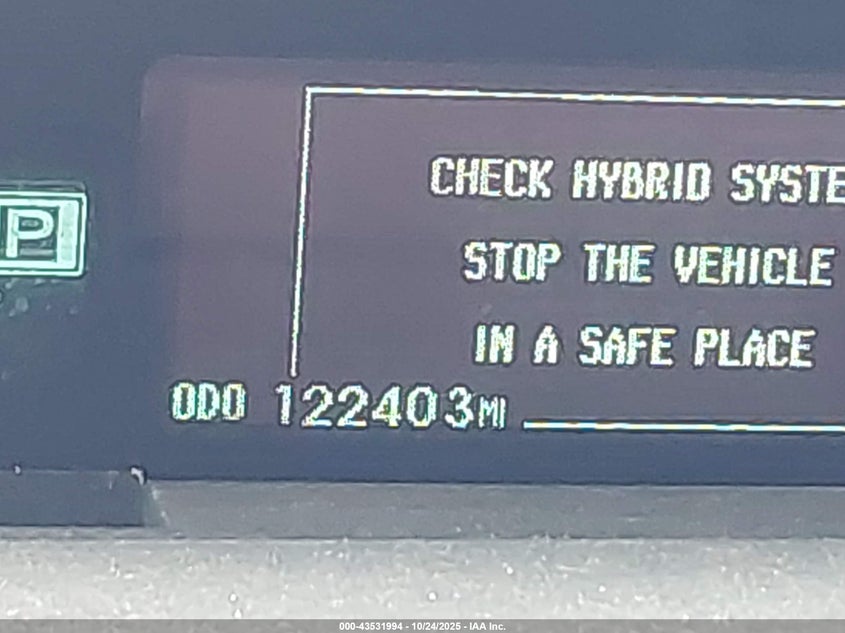 CHECK HYBRID SYSTE
P
STOP THE VEHICLE
IN A SAFE PLACE
ODO 122403MI
000-43531994 - 10/24/2025 - IAA Inc.